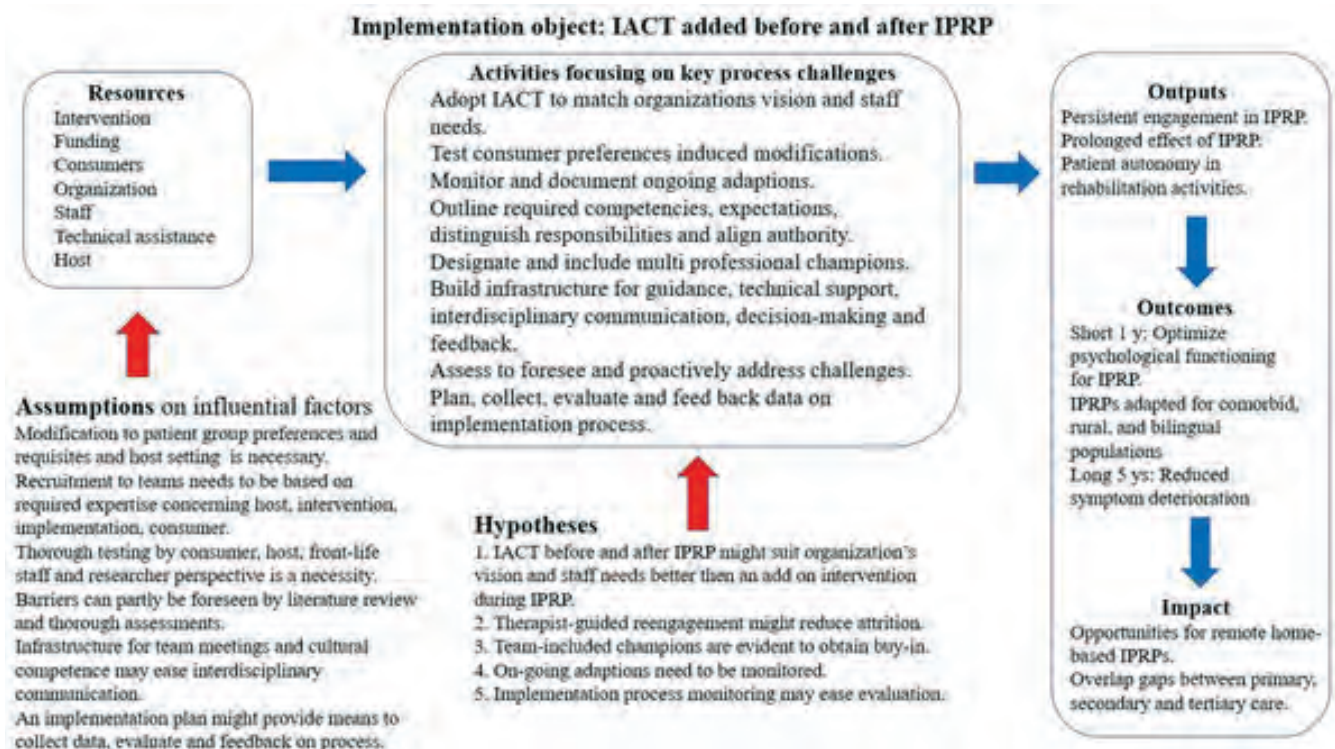 Implementation object: IACT added before and after IPRP
Resources
Intervention
Funding
Consumers
Organization
Staff
Technical assistance
Host
Activities focusing on key process challenges
Adopt IACT to match organizations vision and staff
needs.
Test consumer preferences induced modifications.
Monitor and document ongoing adaptions.
Outline required competencies, expectations,
distinguish responsibilities and align authority.
Designate and include multi professional champions.
Build infrastructure for guidance, technical support,
interdisciplinary communication, decision-making and
feedback.
Assess to foresee and proactively address challenges.
Plan, collect, evaluate and feed back data on
implementation process.
Outputs
Persistent engagement in IPRP.
Prolonged effect of IPRP.
Patient autonomy in
rehabilitation activities.
Outcomes
Short 1 y: Optimize
psychological functioning
for IPRP.
IPRPs adapted for comorbid,
rural, and bilingual
populations
Long 5 ys: Reduced
symptom deterioration
Impact
Opportunities for remote home-
based IPRPs.
Overlap gaps between primary,
secondary and tertiary care.
Assumptions on influential factors
Modification to patient group preferences and
requisites and host setting is necessary.
Recruitment to teams needs to be based on
required expertise concerning host, intervention,
implementation, consumer.
Thorough testing by consumer, host, front-life
staff and researcher perspective is a necessity.
Barriers can partly be foreseen by literature review
and thorough assessments.
Infrastructure for team meetings and cultural
competence may ease interdisciplinary
communication.
An implementation plan might provide means to
collect data, evaluate and feedback on process.
Hypotheses
1. IACT before and after IPRP might suit organization's
vision and staff needs better then an add on intervention
during IPRP.
2. Therapist-guided reengagement might reduce attrition.
3. Team-included champions are evident to obtain buy-in.
4. On-going adaptions need to be monitored.
5. Implementation process monitoring may ease evaluation.